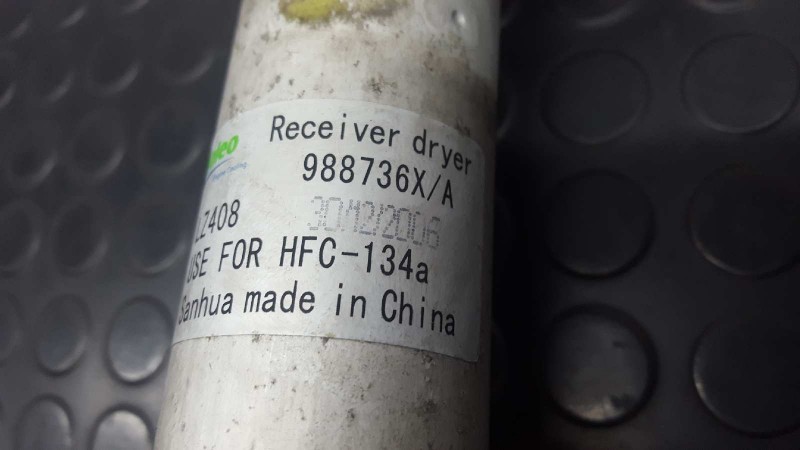 Receiver dryer
988736X/A
30/12/2006
Z408
USE FOR HFC-134a
Sanhua made in China